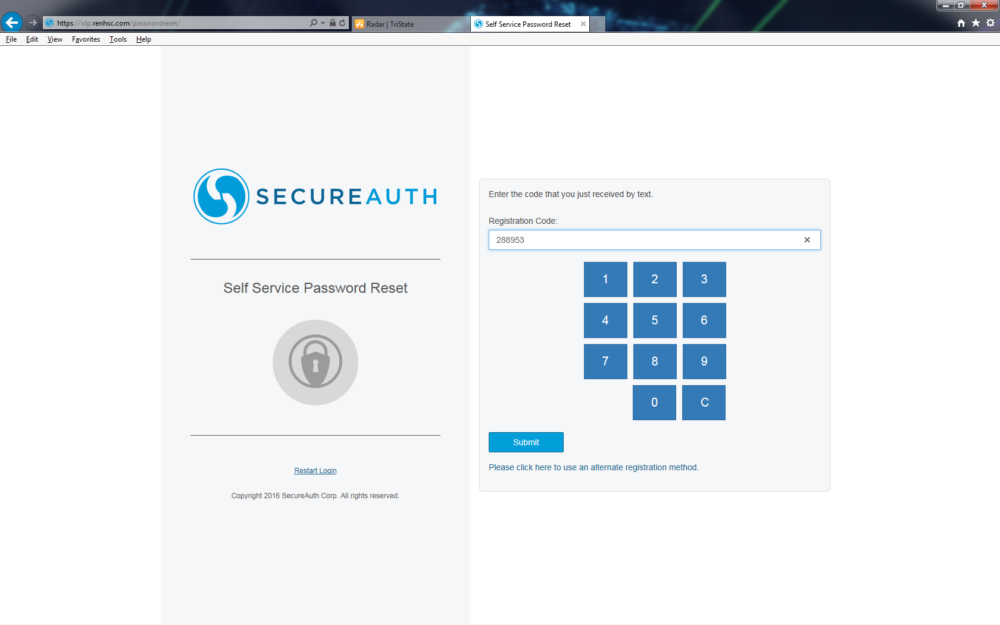 https://idp.renhsc.com/passwordreset/
Radar | TriState
Self Service Password Reset
File Edit View Favorites Tools Help
SECUREAUTH
Self Service Password Reset
Restart Login
Copyright 2016 SecureAuth Corp. All rights reserved.
Enter the code that you just received by text.
Registration Code:
288953
1 2 3
4 5 6
7 8 9
0 C
Submit
Please click here to use an alternate registration method.